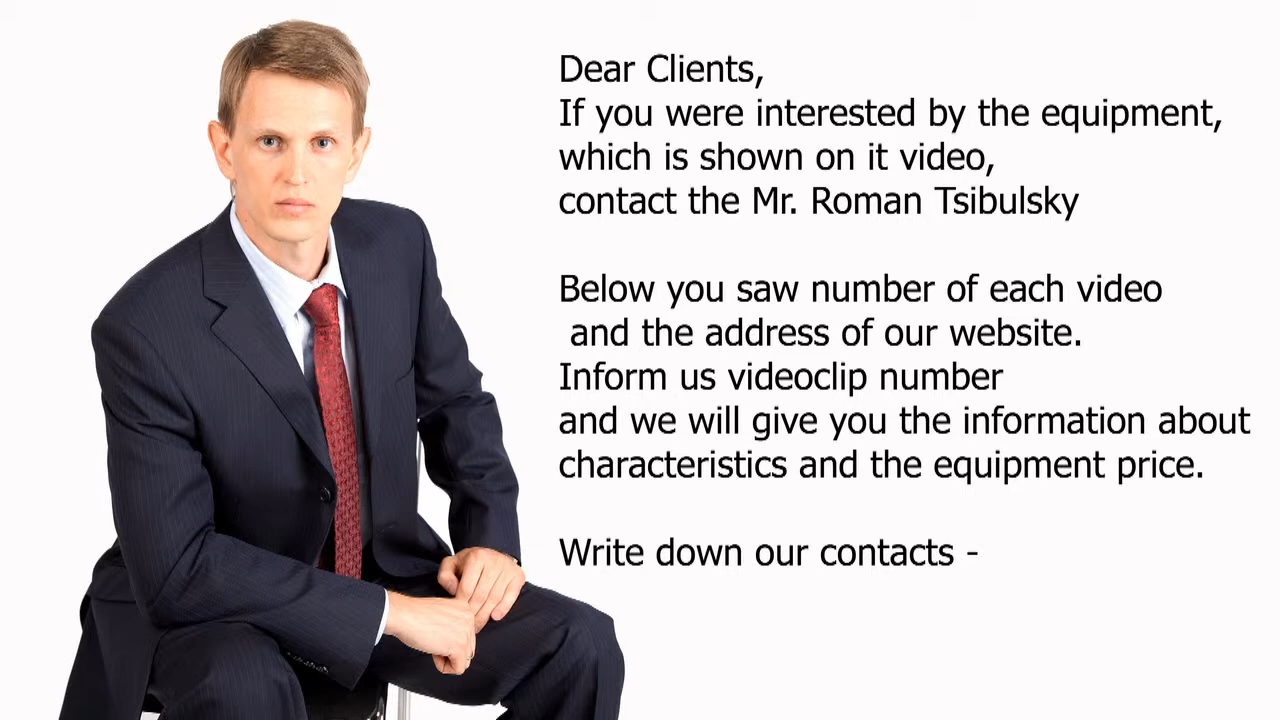 Dear Clients,
If you were interested by the equipment,
which is shown on it video,
contact the Mr. Roman Tsibulsky
Below you saw number of each video
and the address of our website.
Inform us videoclip number
and we will give you the information about
characteristics and the equipment price.
Write down our contacts -